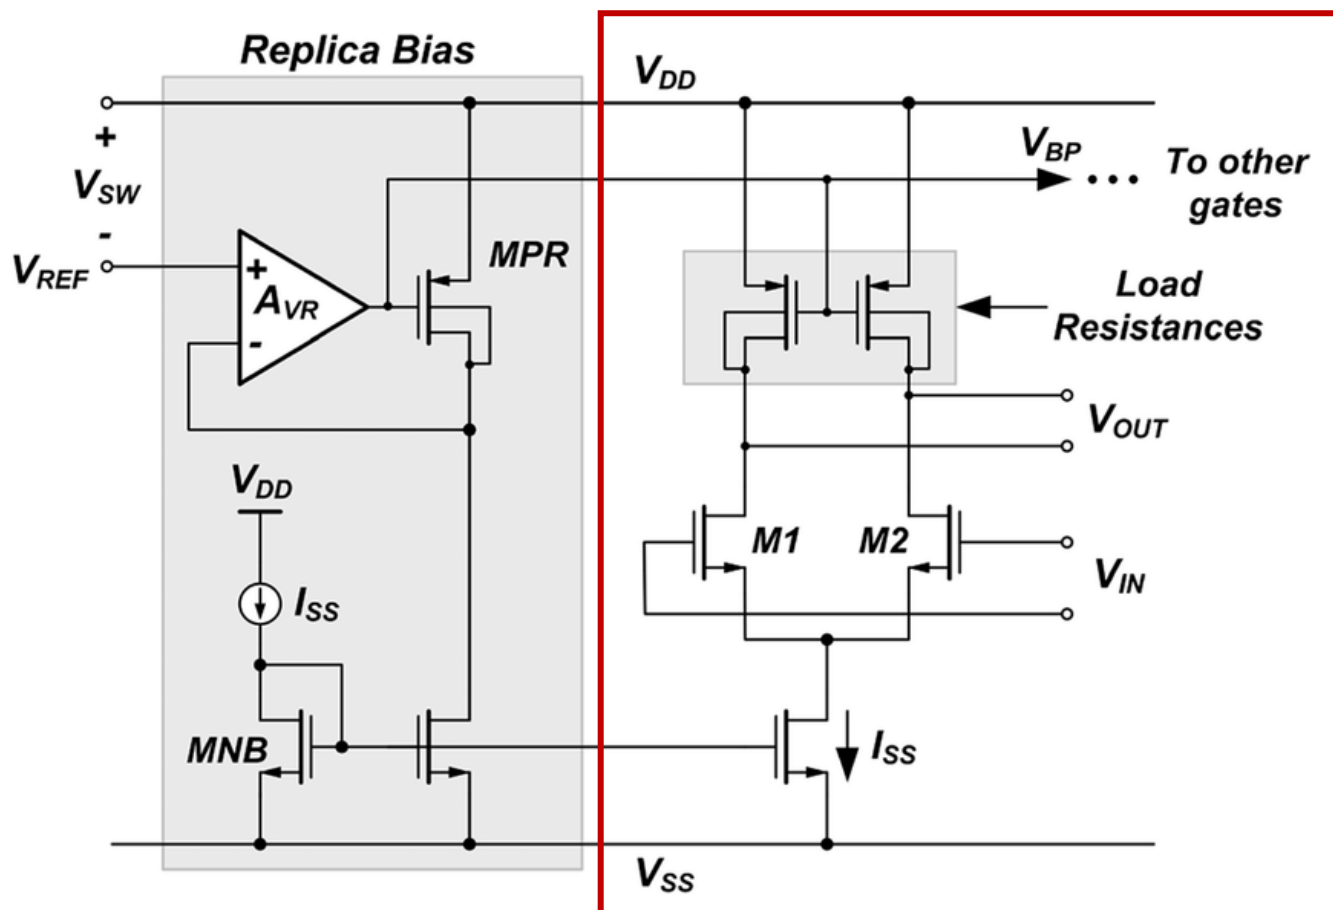 Replica Bias
V_DD
+
V_SW
-
V_REF
+
A_VR
-
MPR
V_BP
To other
gates
Load
Resistances
V_OUT
V_DD
I_SS
M1
M2
V_IN
MNB
I_SS
V_SS